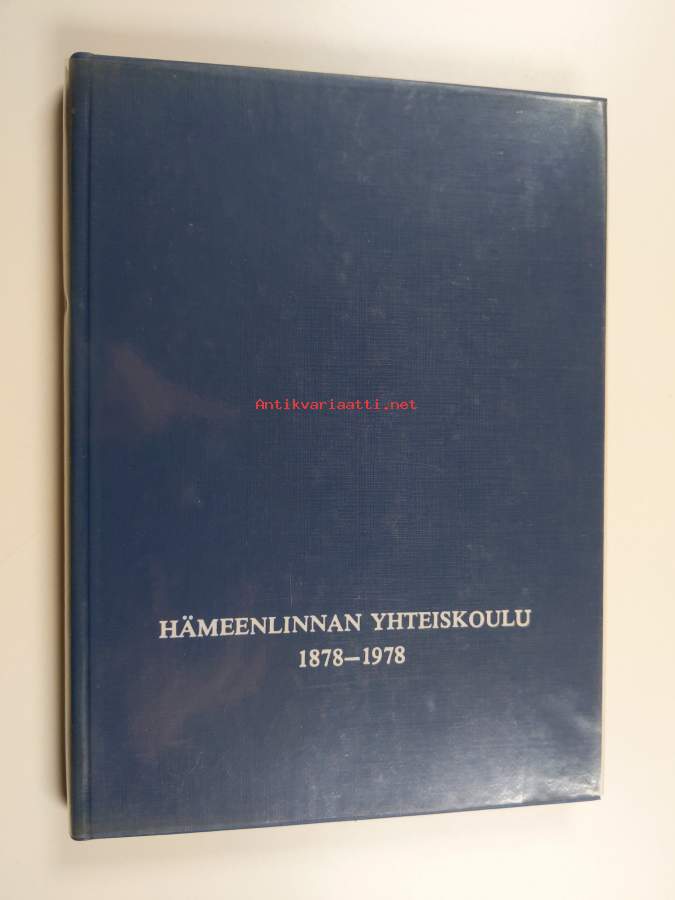 Antikvariaatti.net
HÄMEENLINNAN YHTEISKOULU
1878–1978